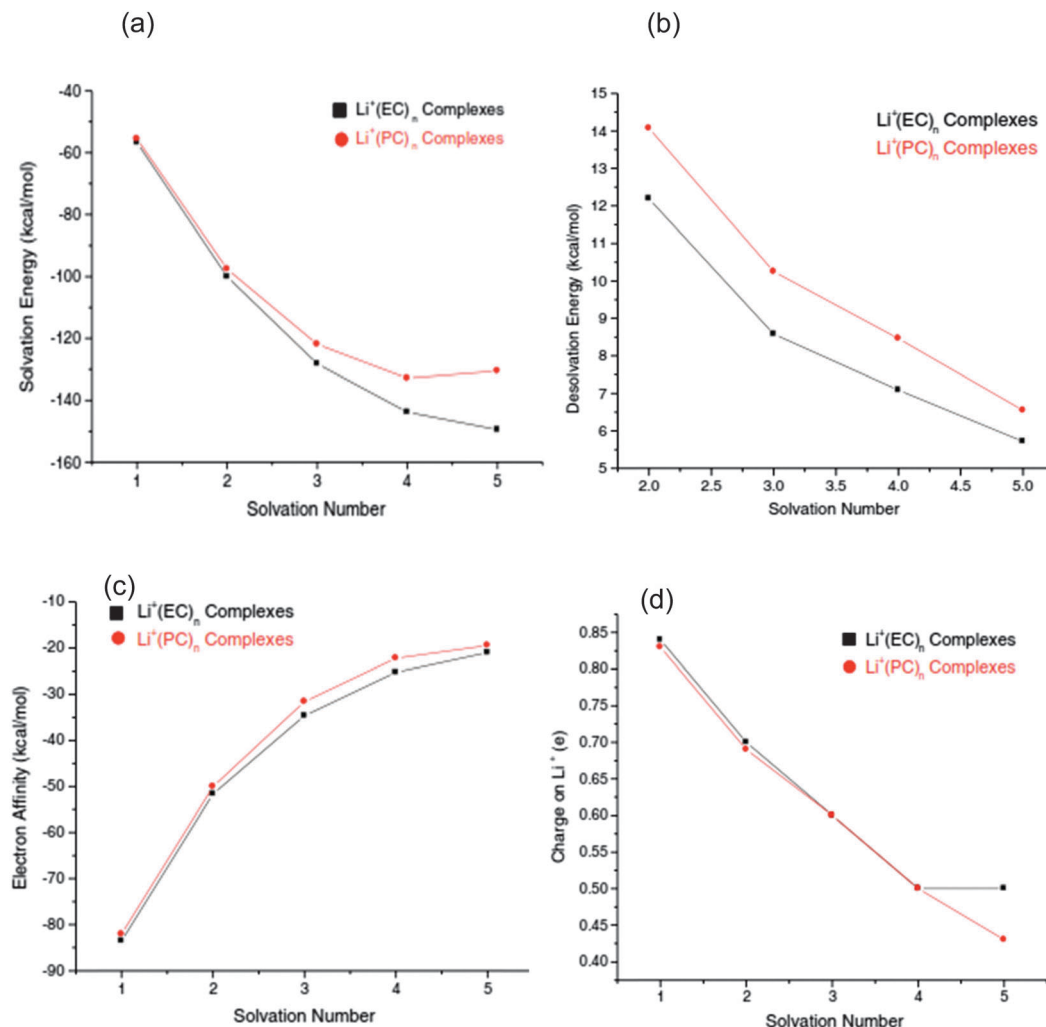 (a)
-40
-60
-80
-100
-120
-140
-160
1 2 3 4 5
Solvation Energy (kcal/mol)
Solvation Number
Li⁺(EC)ₙ Complexes
Li⁺(PC)ₙ Complexes
(b)
15
14
13
12
11
10
9
8
7
6
5
2.0 2.5 3.0 3.5 4.0 4.5 5.0
Desolvation Energy (kcal/mol)
Solvation Number
Li⁺(EC)ₙ Complexes
Li⁺(PC)ₙ Complexes
(c)
-10
-20
-30
-40
-50
-60
-70
-80
-90
1 2 3 4 5
Electron Affinity (kcal/mol)
Solvation Number
Li⁺(EC)ₙ Complexes
Li⁺(PC)ₙ Complexes
(d)
0.85
0.80
0.75
0.70
0.65
0.60
0.55
0.50
0.45
0.40
1 2 3 4 5
Charge on Li⁺ (e)
Solvation Number
Li⁺(EC)ₙ Complexes
Li⁺(PC)ₙ Complexes